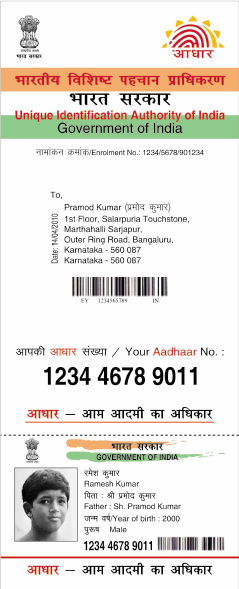 सत्यमेव जयते
भारत सरकार
आधार
भारतीय विशिष्ट पहचान प्राधिकरण
भारत सरकार
Unique Identification Authority of India
Government of India
नामांकन क्रमांक/Enrolment No.: 1234/5678/901234
To,
Pramod Kumar (प्रमोद कुमार)
1st Floor, Salarpuria Touchstone,
Marthahalli Sarjapur,
Outer Ring Road, Bangaluru,
Karnataka - 560 087
Karnataka - 560 087
Date: 14/04/2010
EY 1234565789 IN
आपकी आधार संख्या / Your Aadhaar No. :
1234 4678 9011
आधार – आम आदमी का अधिकार
भारत सरकार
GOVERNMENT OF INDIA
रमेश कुमार
Ramesh Kumar
पिता : श्री प्रमोद कुमार
Father : Sh. Pramod Kumar
जन्म वर्ष/Year of birth : 2000
पुरूष Male
1234 4678 9011
आधार – आम आदमी का अधिकार